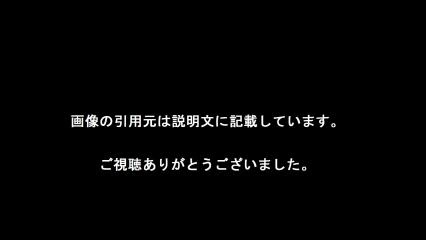 画像の引用元は説明文に記載しています。
ご視聴ありがとうございました。